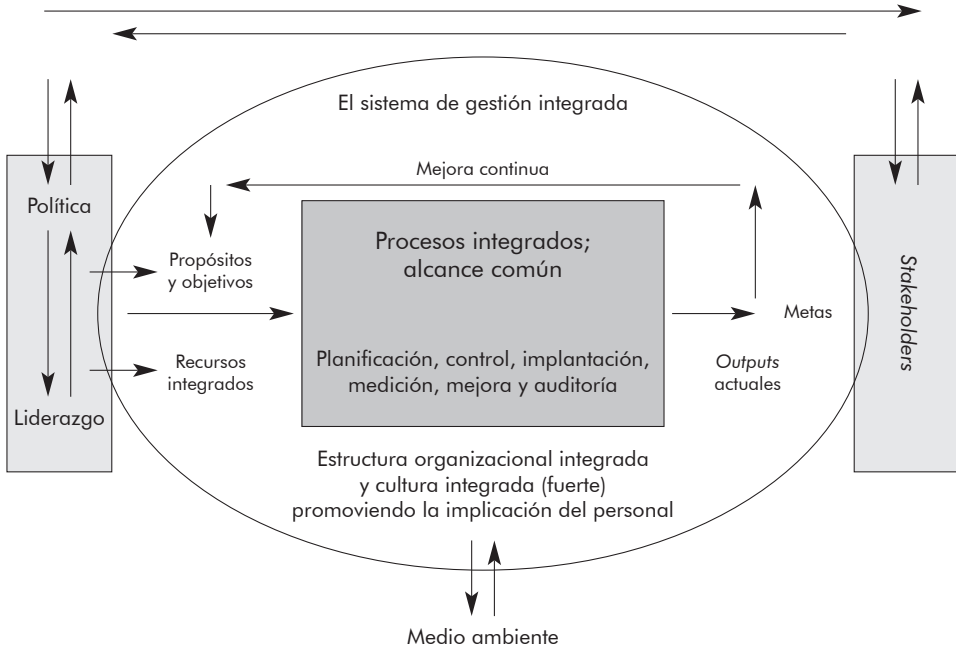 El sistema de gestión integrada
Mejora continua
Política
Propósitos
y objetivos
Procesos integrados;
alcance común
Metas
Stakeholders
Recursos
integrados
Planificación, control, implantación,
medición, mejora y auditoría
Outputs
actuales
Liderazgo
Estructura organizacional integrada
y cultura integrada (fuerte)
promoviendo la implicación del personal
Medio ambiente